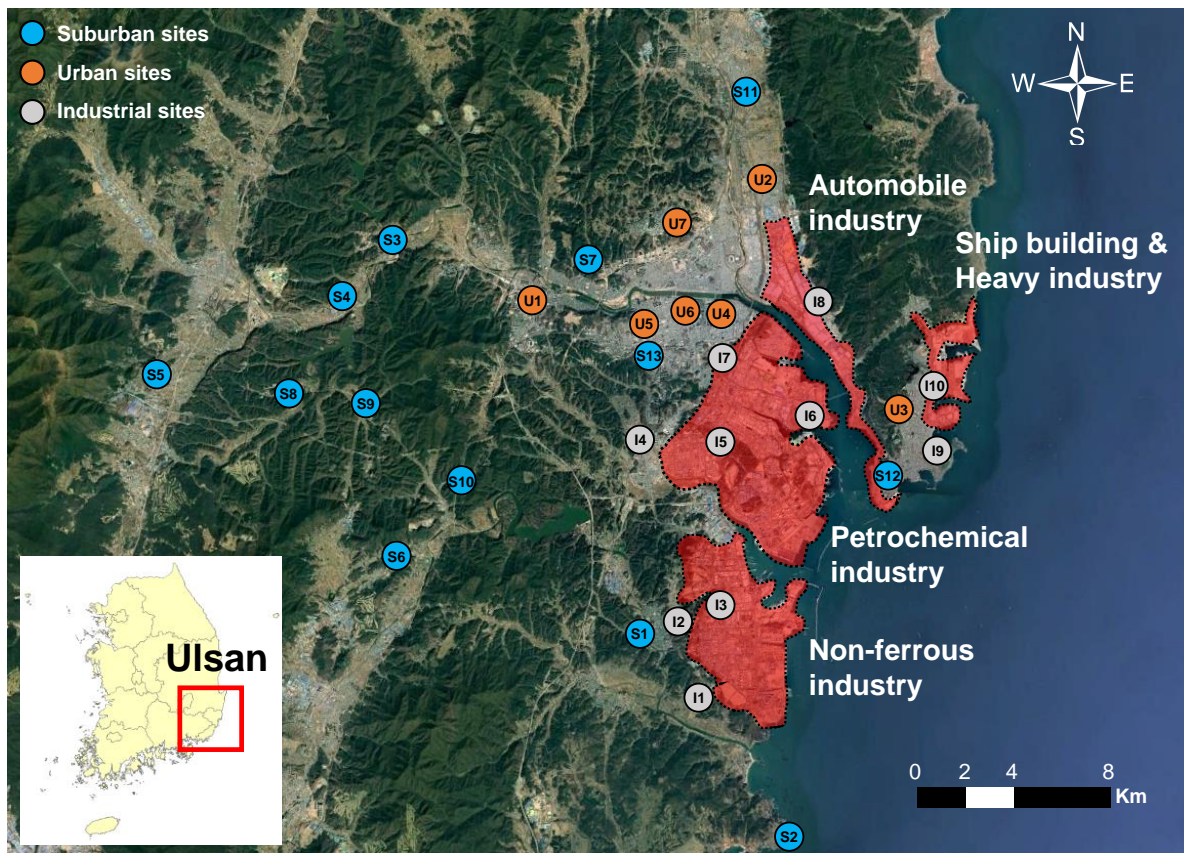 Suburban sites
Urban sites
Industrial sites
N
W E
S
S11
U2
Automobile
industry
U7
S3
S7
Ship building &
Heavy industry
S4
U1
I8
U6
U4
U5
S13
I7
S5
I10
S8
S9
U3
I6
I4
I5
I9
S12
S10
Petrochemical
industry
S6
I3
I2
S1
Non-ferrous
industry
I1
Ulsan
0 2 4 8
Km
S2